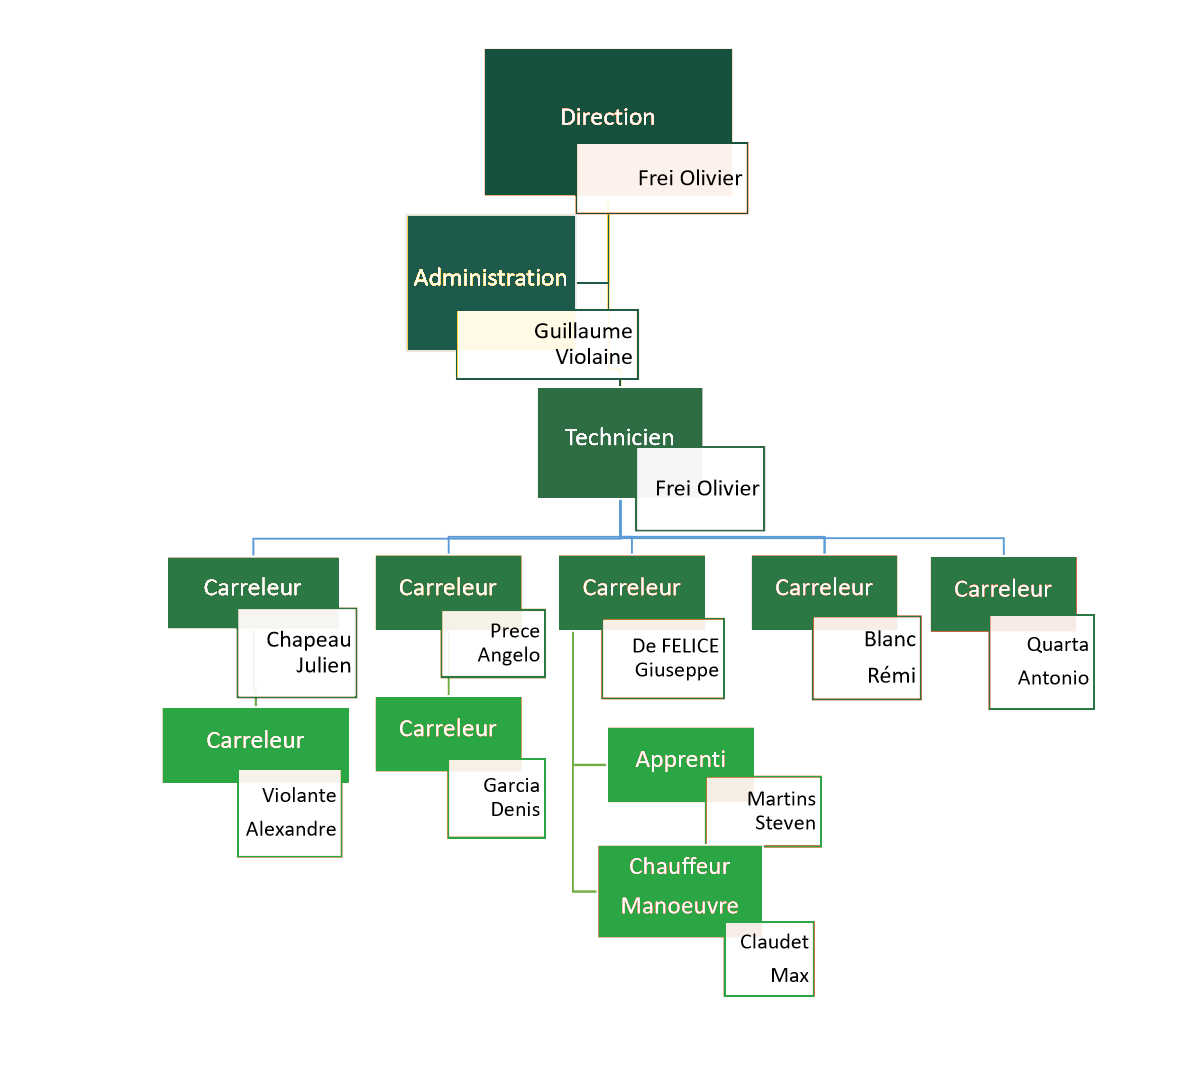 Direction
Frei Olivier
Administration
Guillaume
Violaine
Technicien
Frei Olivier
Carreleur
Chapeau
Julien
Carreleur
Prece
Angelo
Carreleur
De FELICE
Giuseppe
Carreleur
Blanc
Rémi
Carreleur
Quarta
Antonio
Carreleur
Violante
Alexandre
Carreleur
Garcia
Denis
Apprenti
Martins
Steven
Chauffeur
Manoeuvre
Claudet
Max